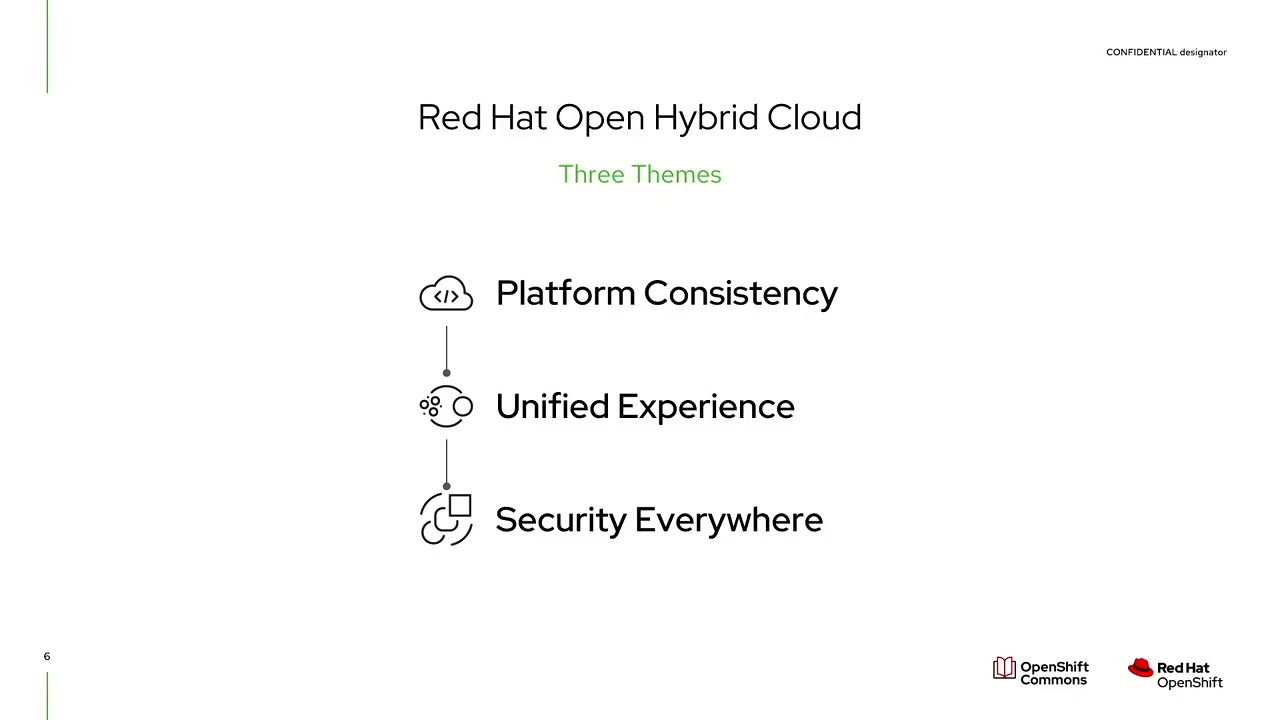 CONFIDENTIAL designator
Red Hat Open Hybrid Cloud
Three Themes
</>
Platform Consistency
Unified Experience
Security Everywhere
6
OpenShift
Commons
Red Hat
OpenShift